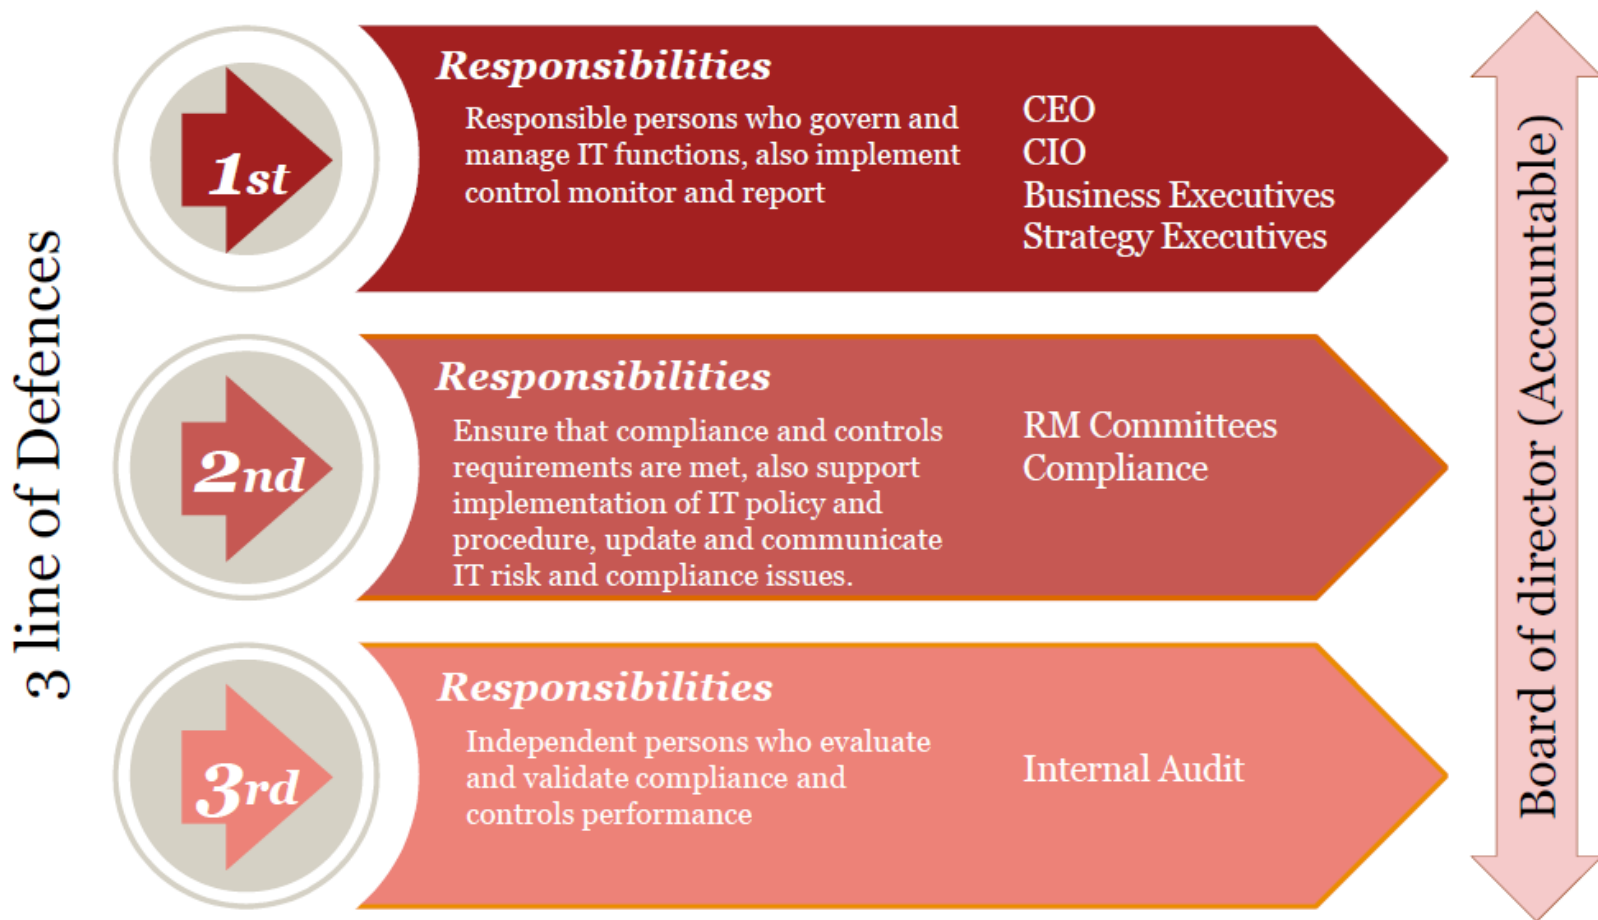 3 line of Defences
1st
Responsibilities
Responsible persons who govern and
manage IT functions, also implement
control monitor and report
CEO
CIO
Business Executives
Strategy Executives
2nd
Responsibilities
Ensure that compliance and controls
requirements are met, also support
implementation of IT policy and
procedure, update and communicate
IT risk and compliance issues.
RM Committees
Compliance
3rd
Responsibilities
Independent persons who evaluate
and validate compliance and
controls performance
Internal Audit
Board of director (Accountable)